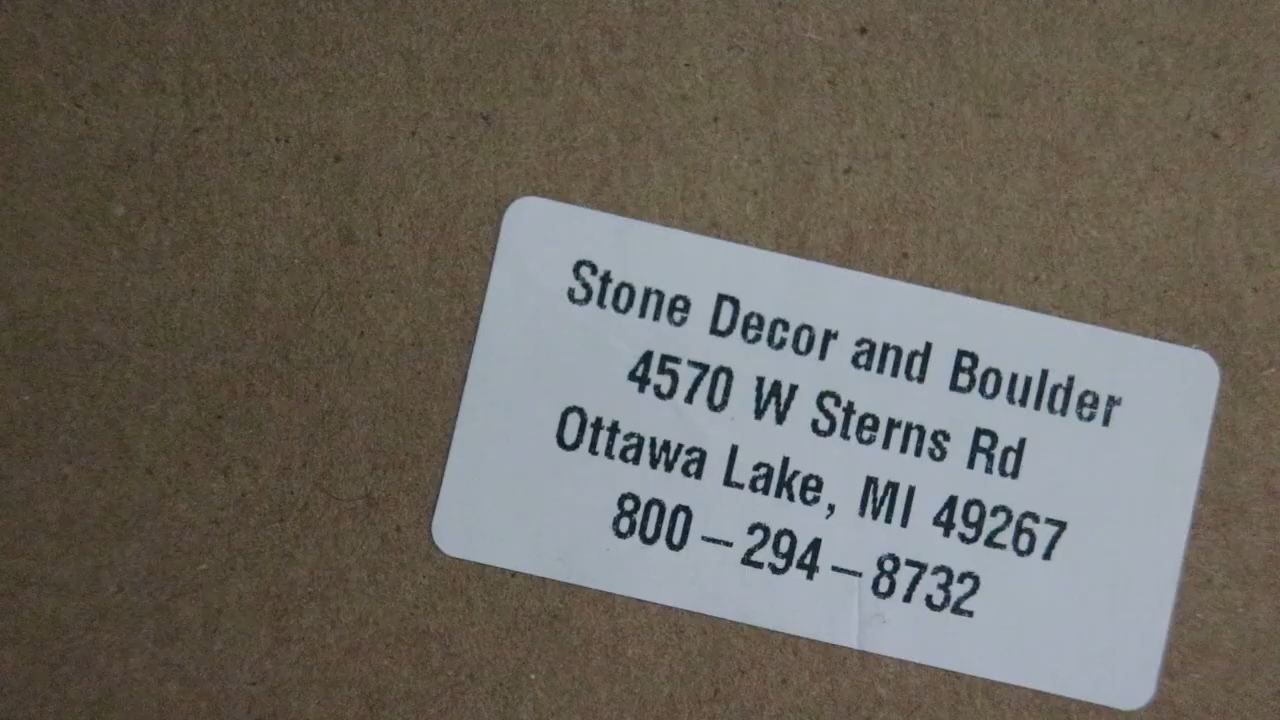 Stone Decor and Boulder
4570 W Sterns Rd
Ottawa Lake, MI 49267
800-294-8732